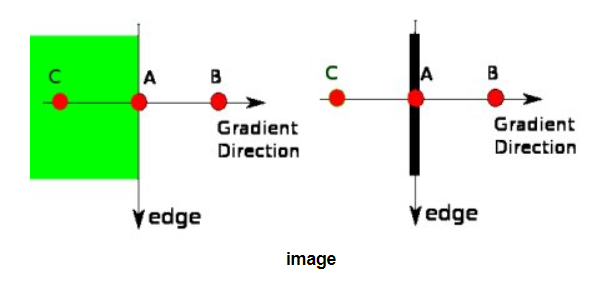 C A B
Gradient
Direction
edge
C A B
Gradient
Direction
edge
image